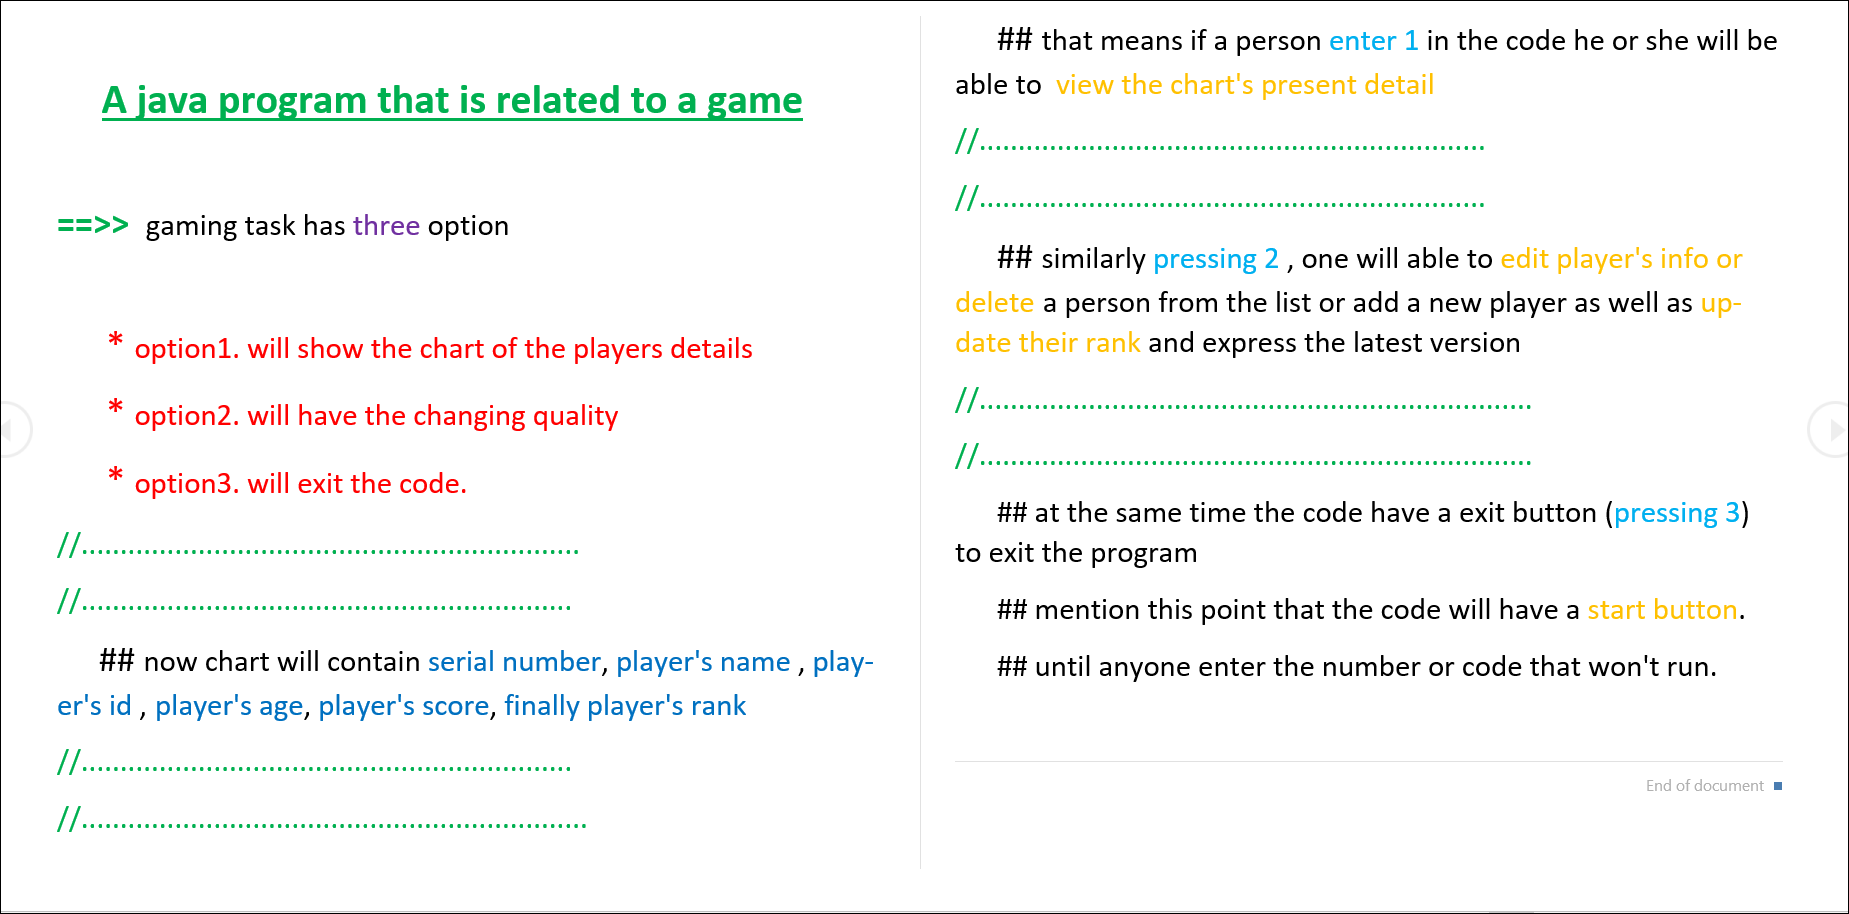 A java program that is related to a game
==>> gaming task has three option
* option1. will show the chart of the players details
* option2. will have the changing quality
* option3. will exit the code.
//................................................................
//...............................................................
## now chart will contain serial number, player's name , play-
er's id , player's age, player's score, finally player's rank
//...............................................................
//.................................................................
## that means if a person enter 1 in the code he or she will be
able to view the chart's present detail
//.................................................................
//.................................................................
## similarly pressing 2 , one will able to edit player's info or
delete a person from the list or add a new player as well as up-
date their rank and express the latest version
//.......................................................................
//.......................................................................
## at the same time the code have a exit button (pressing 3)
to exit the program
## mention this point that the code will have a start button.
## until anyone enter the number or code that won't run.
End of document